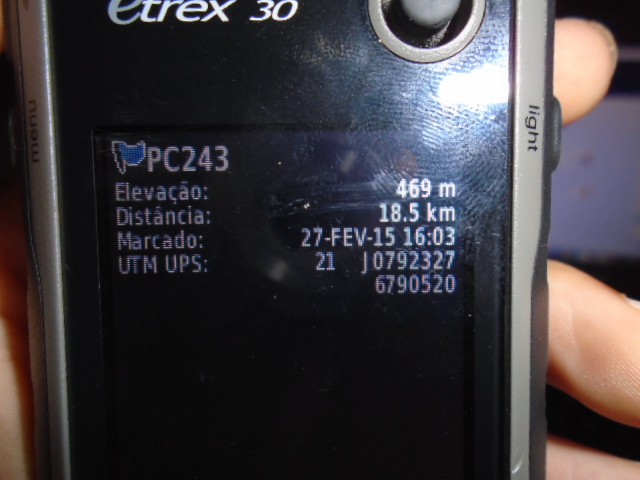 etrex 30
menu
light
PC243
Elevação: 469 m
Distância: 18.5 km
Marcado: 27-FEV-15 16:03
UTM UPS: 21 J 0792327
6790520